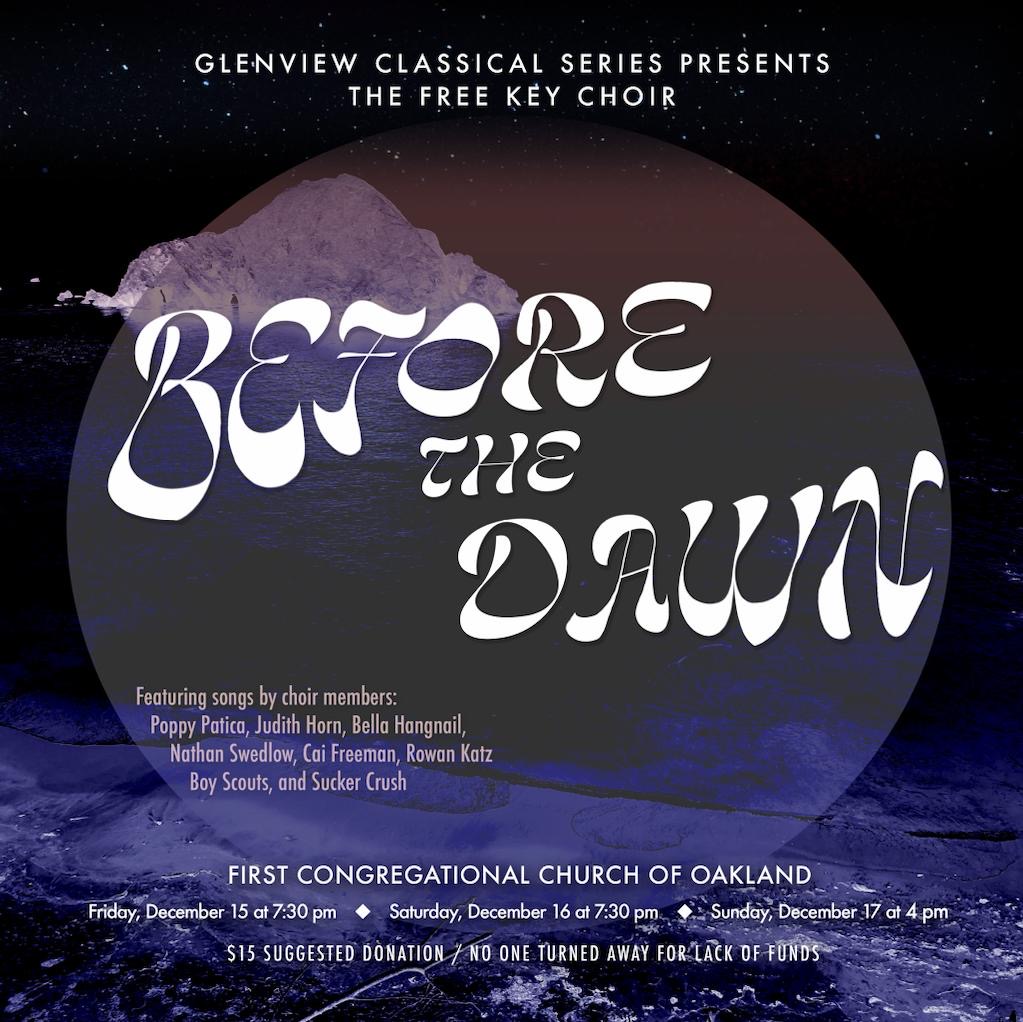 GLENVIEW CLASSICAL SERIES PRESENTS
THE FREE KEY CHOIR
BEFORE
THE
DAWN
Featuring songs by choir members:
Poppy Patica, Judith Horn, Bella Hangnail,
Nathan Swedlow, Cai Freeman, Rowan Katz
Boy Scouts, and Sucker Crush
FIRST CONGREGATIONAL CHURCH OF OAKLAND
Friday, December 15 at 7:30 pm ◆ Saturday, December 16 at 7:30 pm ◆ Sunday, December 17 at 4 pm
$15 SUGGESTED DONATION / NO ONE TURNED AWAY FOR LACK OF FUNDS